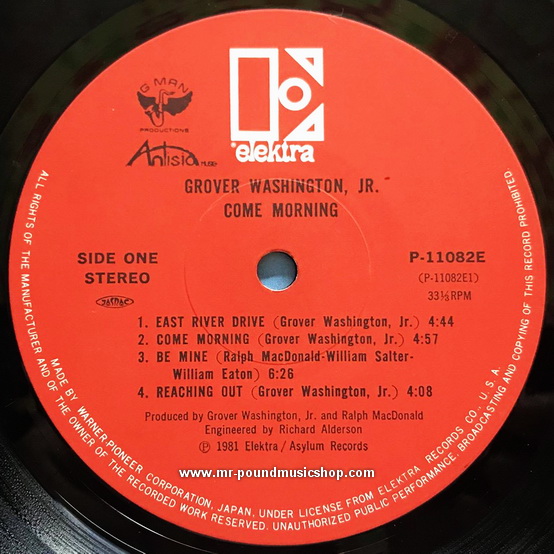 G MAN
PRODUCTIONS
Antisia MUSIC
elektra
GROVER WASHINGTON, JR.
COME MORNING
SIDE ONE
STEREO
JASRAC
P-11082E
(P-11082E1)
33⅓RPM
1. EAST RIVER DRIVE (Grover Washington, Jr.) 4:44
2. COME MORNING (Grover Washington, Jr.) 4:57
3. BE MINE (Ralph MacDonald-William Salter-
William Eaton) 6:26
4. REACHING OUT (Grover Washington, Jr.) 4:08
Produced by Grover Washington, Jr. and Ralph MacDonald
Engineered by Richard Alderson
Ⓟ 1981 Elektra/Asylum Records
www.mr-poundmusicshop.com
MADE BY WARNER-PIONEER CORPORATION, JAPAN. UNDER LICENSE FROM ELEKTRA RECORDS CO., U.S.A.
ALL RIGHTS OF THE MANUFACTURER AND OF THE OWNER OF THE RECORDED WORK RESERVED. UNAUTHORIZED PUBLIC PERFORMANCE, BROADCASTING AND COPYING OF THIS RECORD PROHIBITED